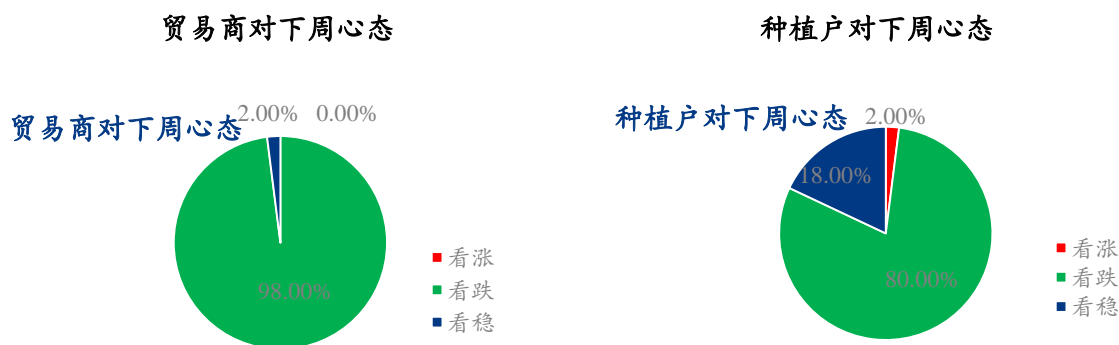 贸易商对下周心态
贸易商对下周心态
2.00%
0.00%
98.00%
看涨
看跌
看稳
种植户对下周心态
种植户对下周心态
2.00%
18.00%
80.00%
看涨
看跌
看稳